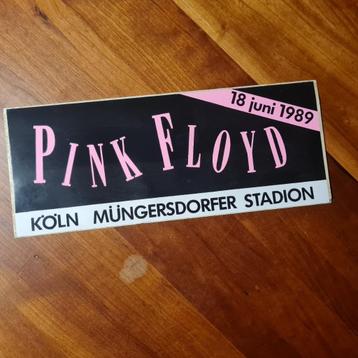 18 juni 1989
PINK FLOYD
KÖLN MÜNGERSDORFER STADION